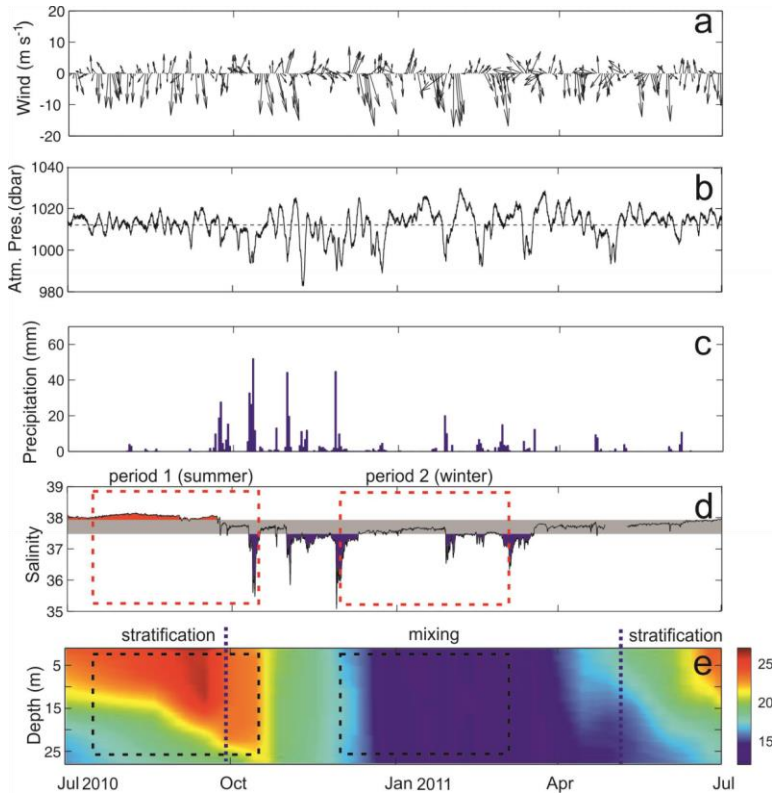 a
Wind (m s⁻¹)
20
10
0
-10
-20
b
Atm. Pres.(dbar)
1040
1020
1000
980
c
Precipitation (mm)
60
40
20
0
period 1 (summer) period 2 (winter)
d
Salinity
39
38
37
36
35
stratification mixing stratification
e
Depth (m)
5
15
25
25
20
15
Jul 2010 Oct Jan 2011 Apr Jul